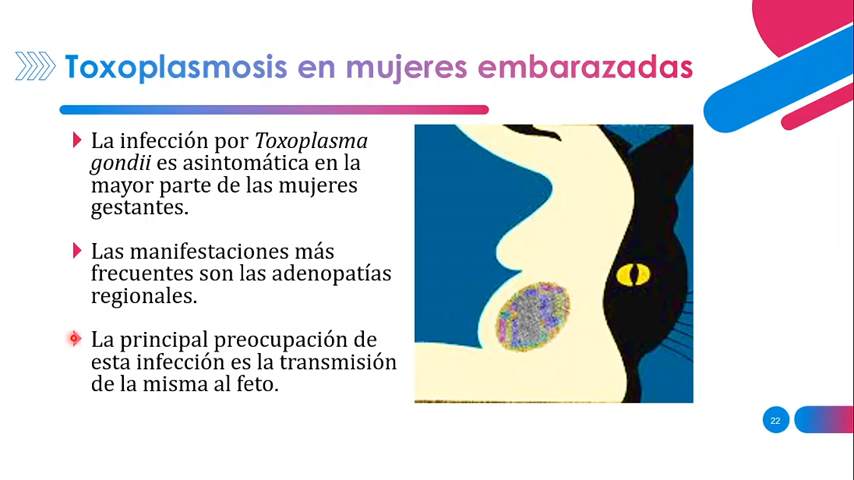 Toxoplasmosis en mujeres embarazadas
La infección por Toxoplasma
gondii es asintomática en la
mayor parte de las mujeres
gestantes.
Las manifestaciones más
frecuentes son las adenopatías
regionales.
La principal preocupación de
esta infección es la transmisión
de la misma al feto.
22